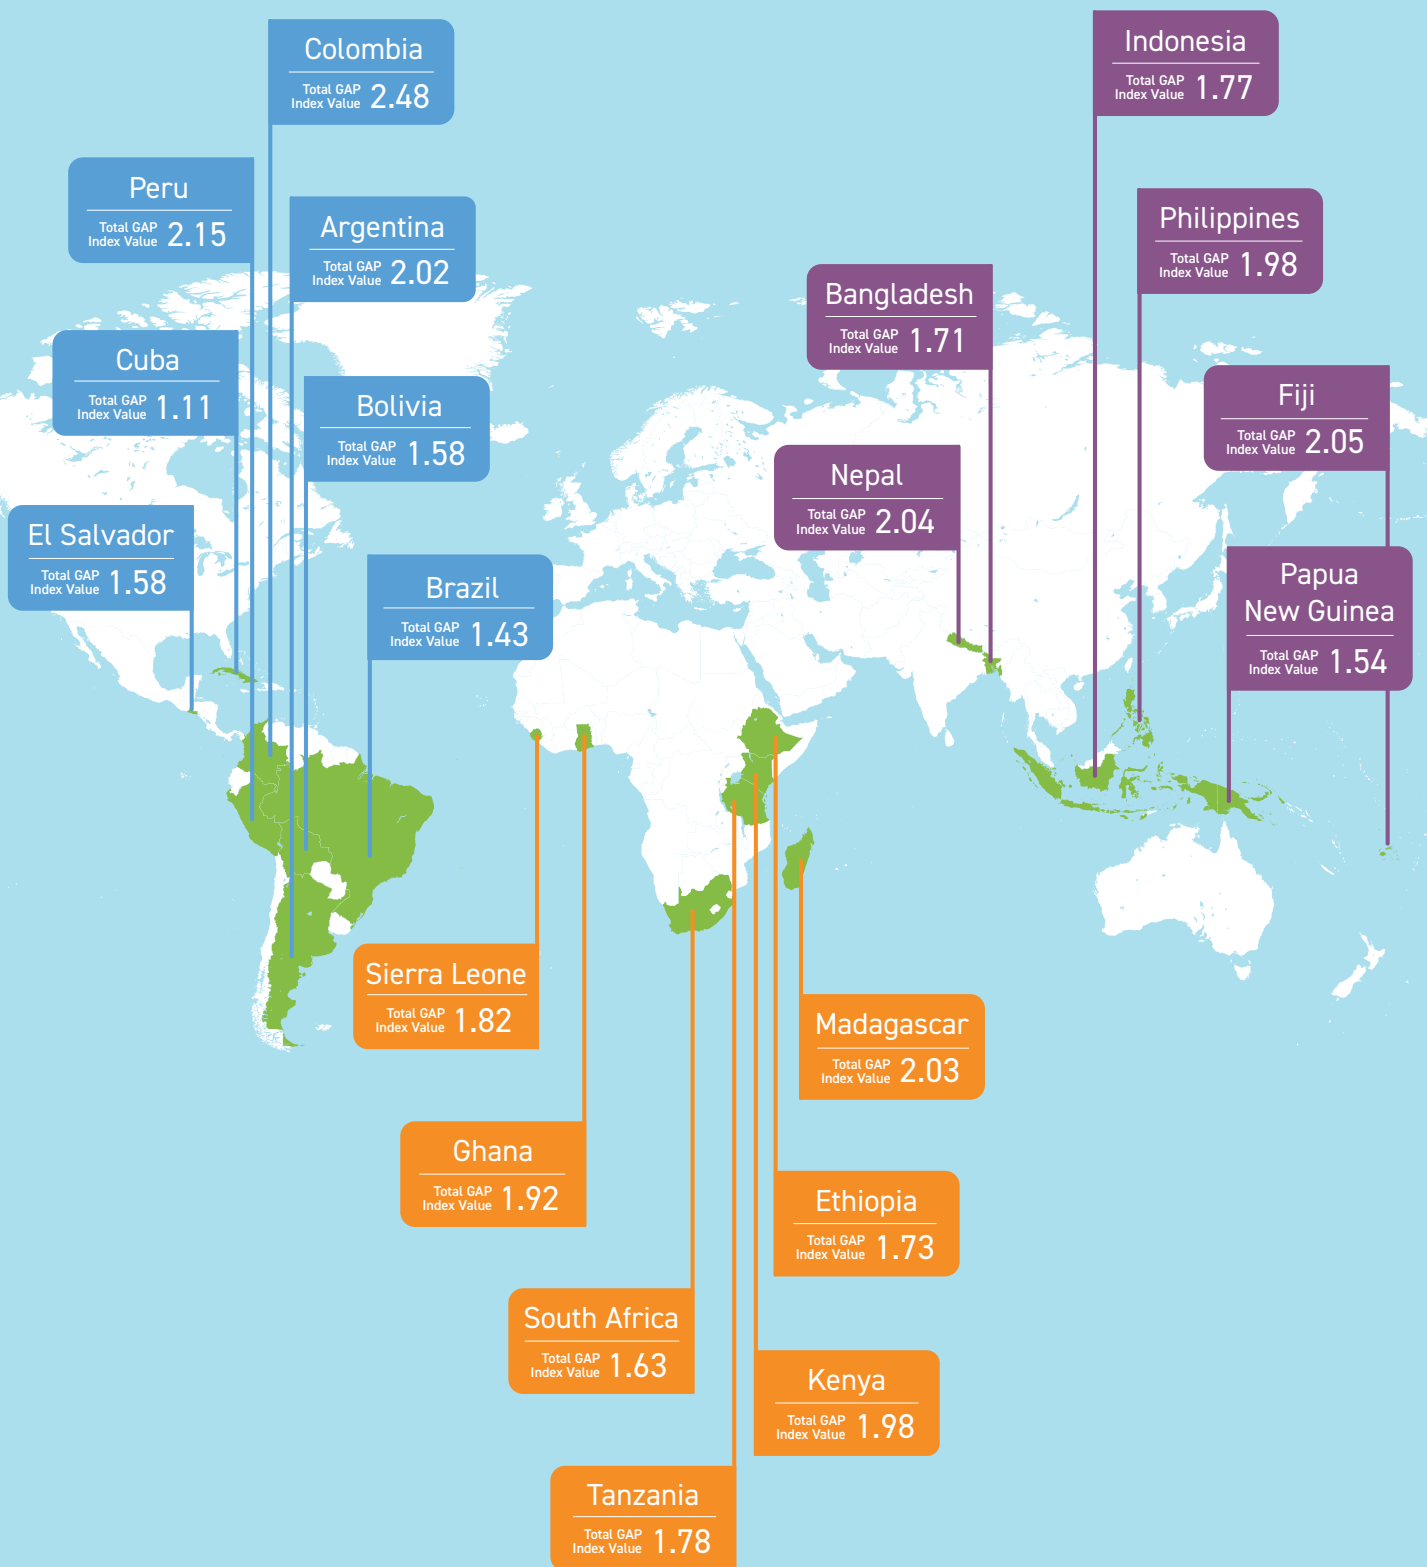 Colombia
Total GAP
Index Value 2.48
Indonesia
Total GAP
Index Value 1.77
Peru
Total GAP
Index Value 2.15
Argentina
Total GAP
Index Value 2.02
Philippines
Total GAP
Index Value 1.98
Bangladesh
Total GAP
Index Value 1.71
Cuba
Total GAP
Index Value 1.11
Bolivia
Total GAP
Index Value 1.58
Fiji
Total GAP
Index Value 2.05
Nepal
Total GAP
Index Value 2.04
El Salvador
Total GAP
Index Value 1.58
Brazil
Total GAP
Index Value 1.43
Papua
New Guinea
Total GAP
Index Value 1.54
Sierra Leone
Total GAP
Index Value 1.82
Madagascar
Total GAP
Index Value 2.03
Ghana
Total GAP
Index Value 1.92
Ethiopia
Total GAP
Index Value 1.73
South Africa
Total GAP
Index Value 1.63
Kenya
Total GAP
Index Value 1.98
Tanzania
Total GAP
Index Value 1.78